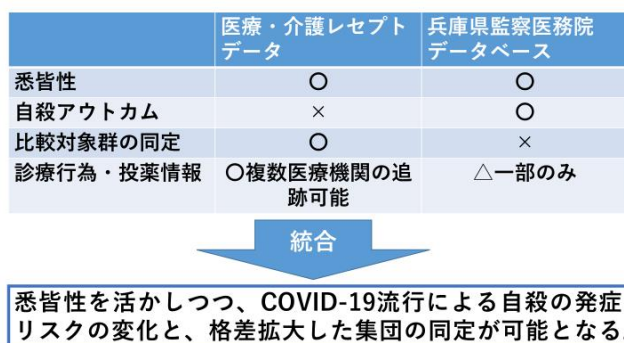 医療・介護レセプト 兵庫県監察医務院
データ データベース
悉皆性 〇 〇
自殺アウトカム × 〇
比較対象群の同定 〇 ×
診療行為・投薬情報 〇複数医療機関の追 △一部のみ
跡可能
統合
悉皆性を活かしつつ、COVID-19流行による自殺の発症
リスクの変化と、格差拡大した集団の同定が可能となる。